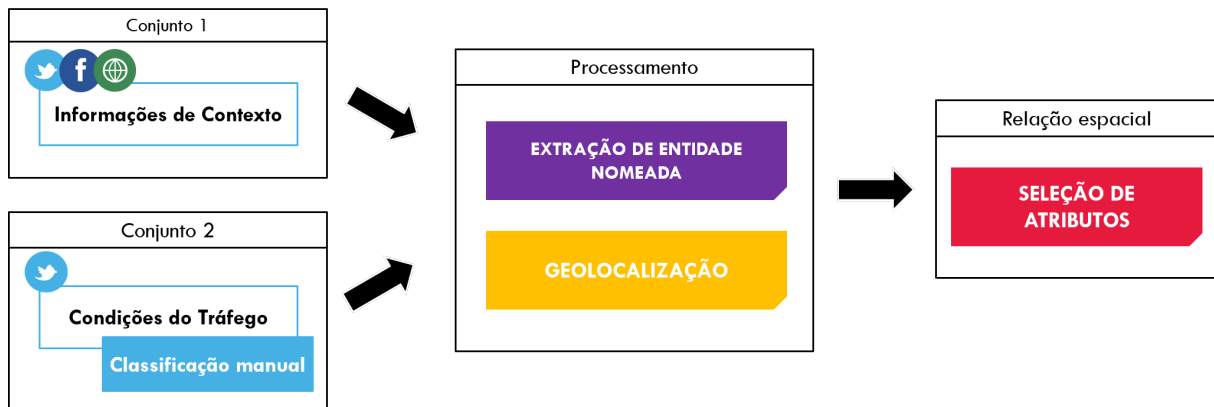 Conjunto 1
Informações de Contexto
Conjunto 2
Condições do Tráfego
Classificação manual
Processamento
EXTRAÇÃO DE ENTIDADE
NOMEADA
GEOLOCALIZAÇÃO
Relação espacial
SELEÇÃO DE
ATRIBUTOS